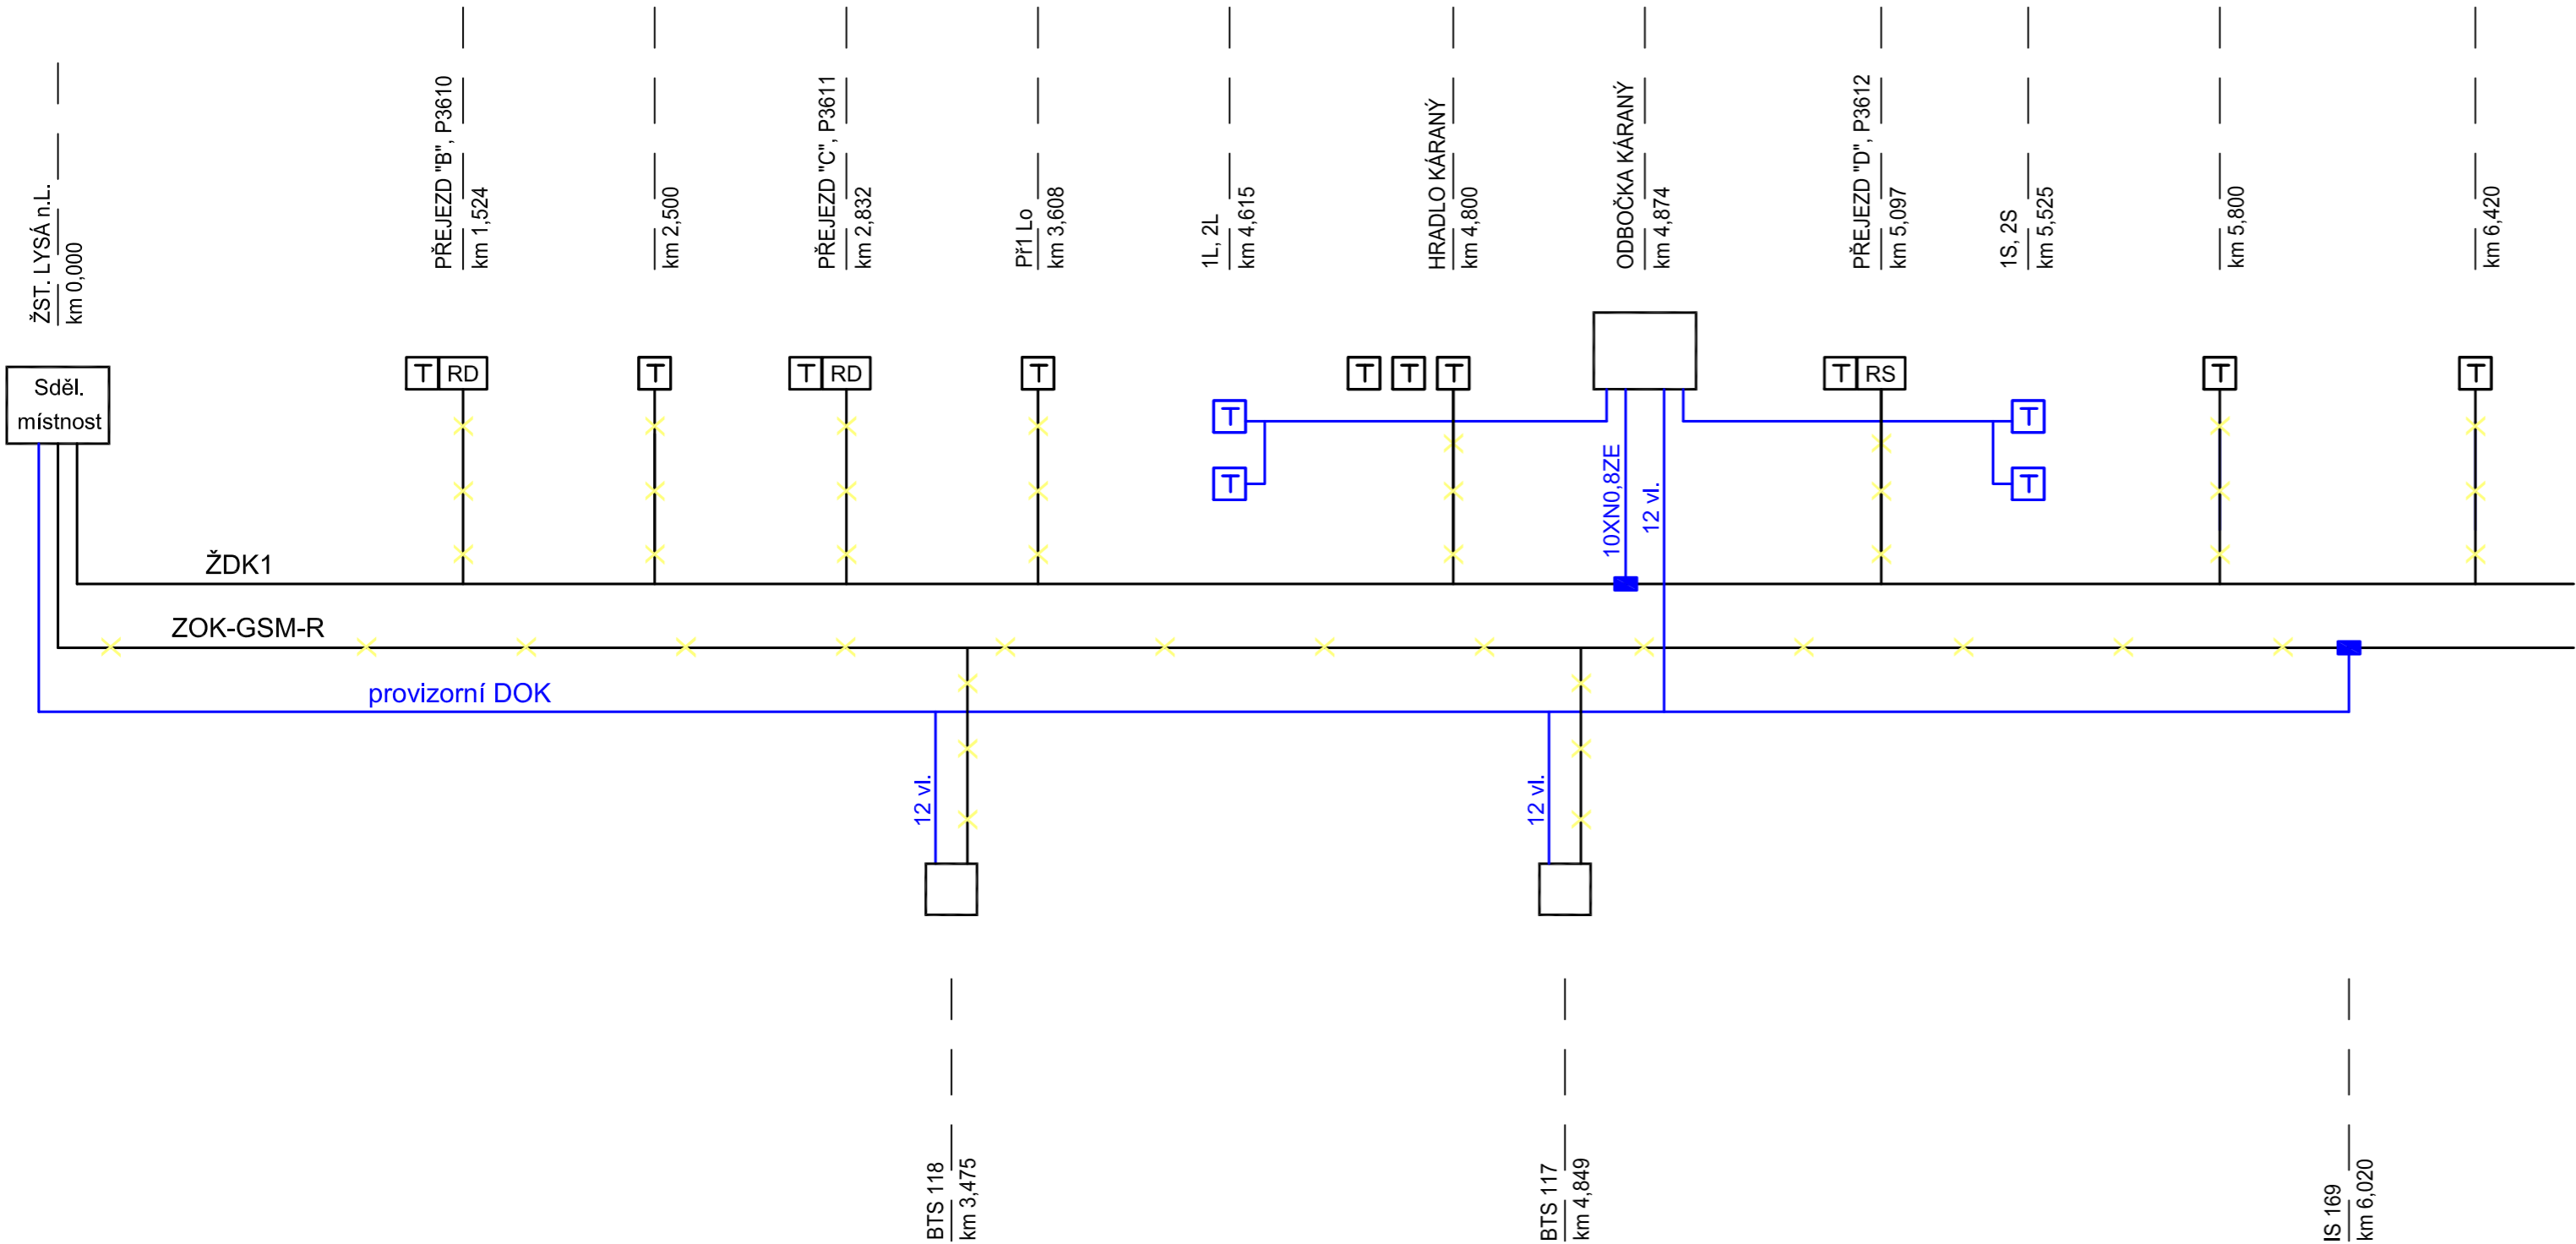 ŽST. LYSÁ n.L.
km 0,000
PŘEJEZD "B", P3610
km 1,524
km 2,500
PŘEJEZD "C", P3611
km 2,832
Př1 Lo
km 3,608
1L, 2L
km 4,615
HRADLO KÁRANÝ
km 4,800
ODBOČKA KÁRANÝ
km 4,874
PŘEJEZD "D", P3612
km 5,097
1S, 2S
km 5,525
km 5,800
km 6,420
Sděl.
místnost
T RD
T
T RD
T
T T T
T RS
T
T
T
T
T
T
10XN0,8ZE
12 vl.
ŽDK1
ZOK-GSM-R
provizorní DOK
12 vl.
12 vl.
BTS 118
km 3,475
BTS 117
km 4,849
IS 169
km 6,020